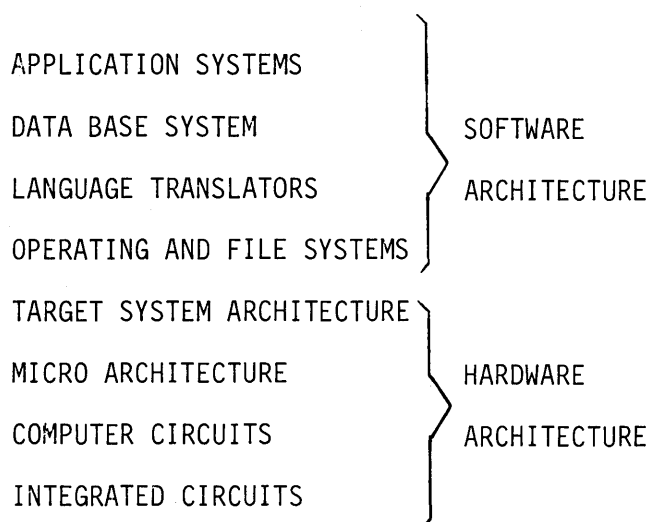 APPLICATION SYSTEMS
DATA BASE SYSTEM
SOFTWARE
LANGUAGE TRANSLATORS
ARCHITECTURE
OPERATING AND FILE SYSTEMS
TARGET SYSTEM ARCHITECTURE
MICRO ARCHITECTURE
HARDWARE
COMPUTER CIRCUITS
ARCHITECTURE
INTEGRATED CIRCUITS